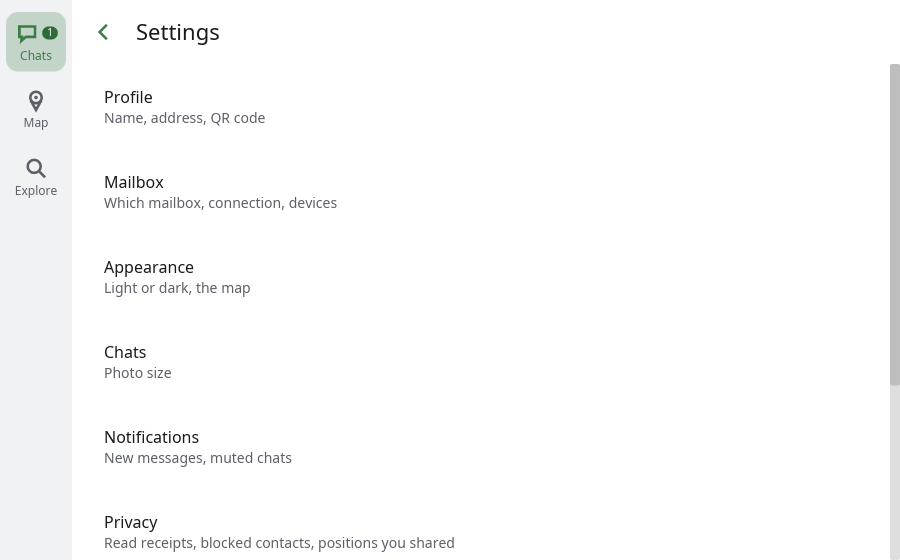 1
Chats
Map
Explore
Settings
Profile
Name, address, QR code
Mailbox
Which mailbox, connection, devices
Appearance
Light or dark, the map
Chats
Photo size
Notifications
New messages, muted chats
Privacy
Read receipts, blocked contacts, positions you shared